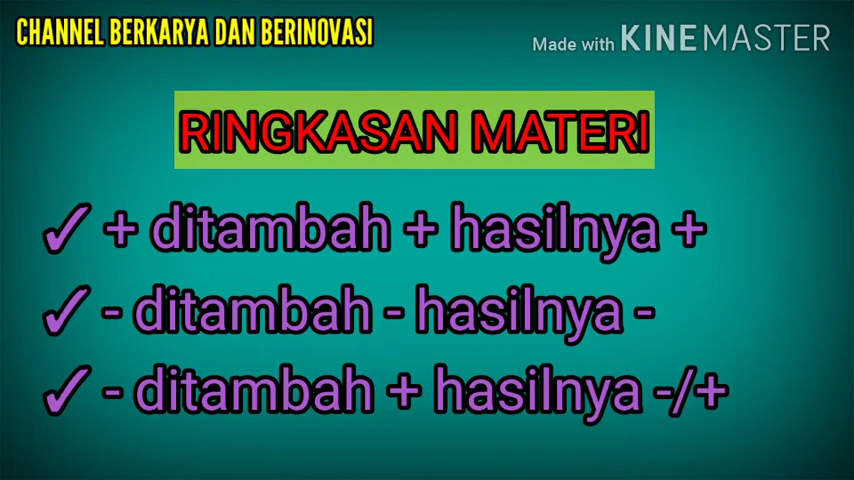 CHANNEL BERKARYA DAN BERINOVASI
Made with KINEMASTER
RINGKASAN MATERI
✓ + ditambah + hasilnya +
✓ - ditambah - hasilnya -
✓ - ditambah + hasilnya -/+